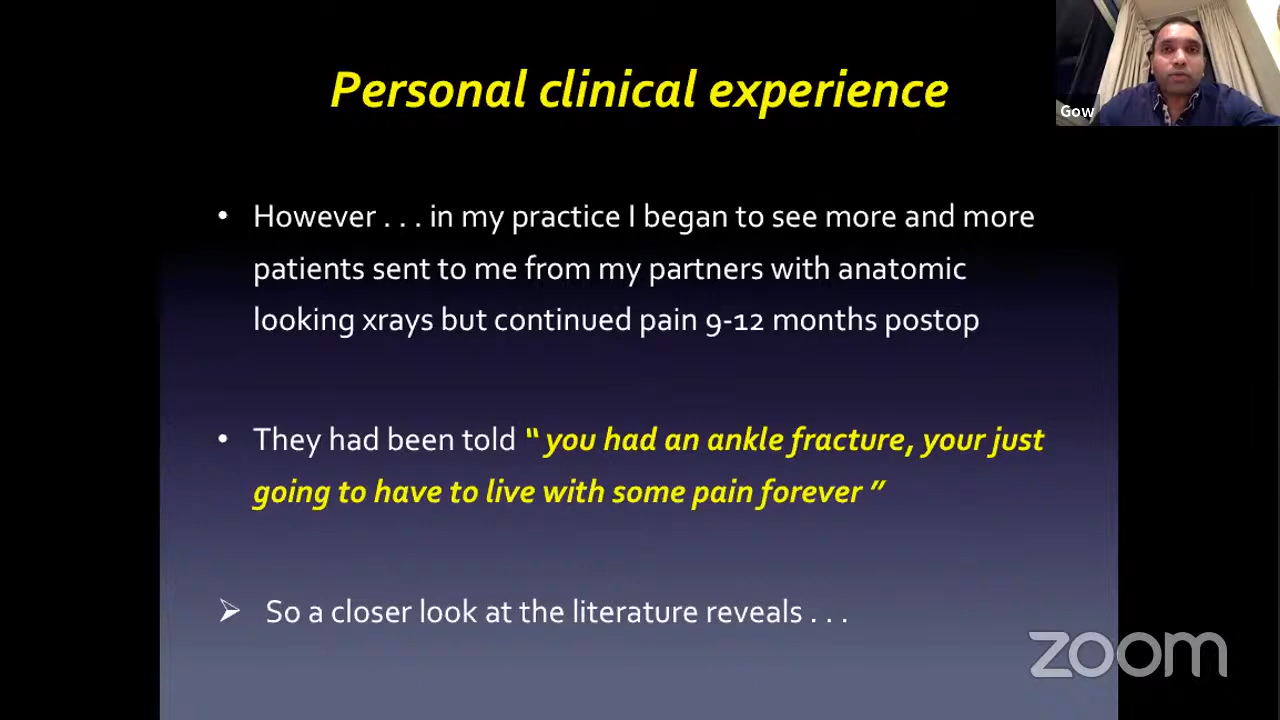 Personal clinical experience
Gow
• However . . . in my practice I began to see more and more
patients sent to me from my partners with anatomic
looking xrays but continued pain 9-12 months postop
• They had been told “ you had an ankle fracture, your just
going to have to live with some pain forever ”
➢ So a closer look at the literature reveals . . .
zoom